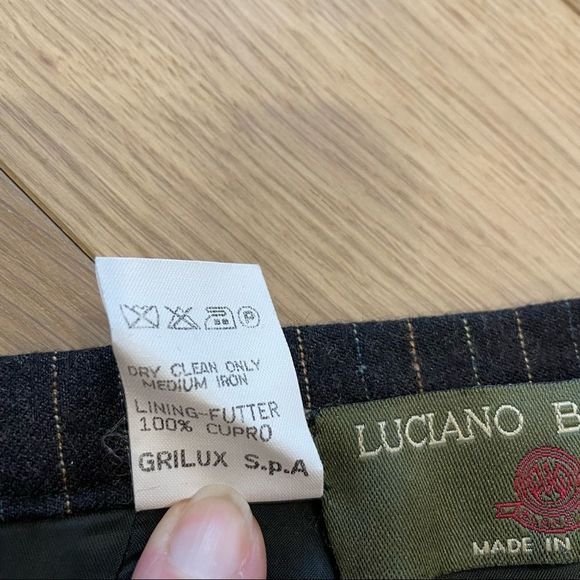 P
DRY CLEAN ONLY
MEDIUM IRON
LINING-FUTTER
100% CUPRO
GRILUX S.p.A
LUCIANO B
MADE IN